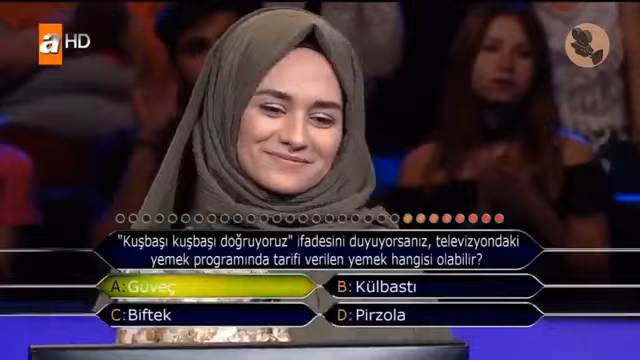 a HD
"Kuşbaşı kuşbaşı doğruyoruz" ifadesini duyuyorsanız, televizyondaki
yemek programında tarifi verilen yemek hangisi olabilir?
A: Güveç
B: Külbastı
C: Biftek
D: Pirzola